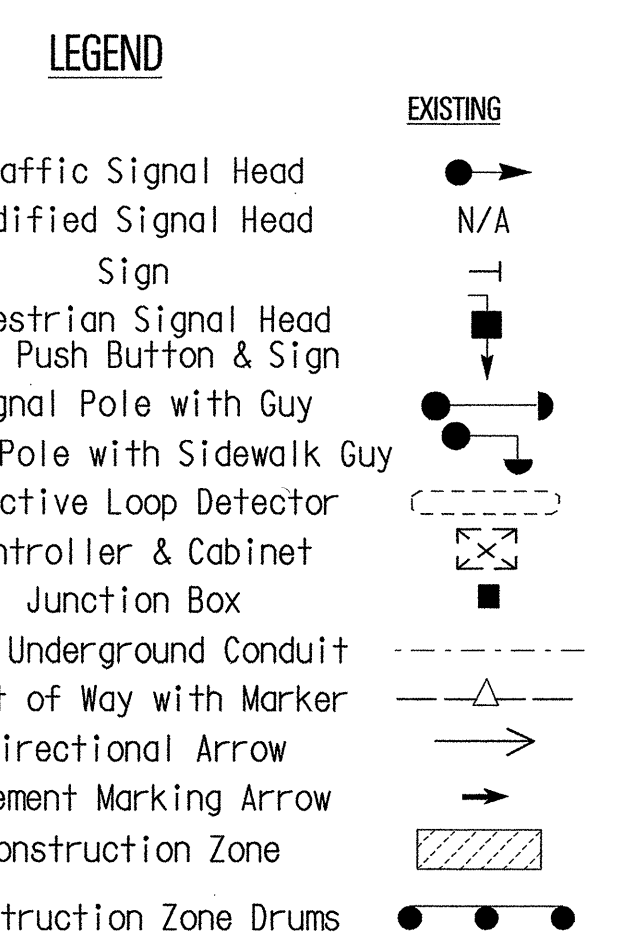 LEGEND
EXISTING
affic Signal Head
N/A
dified Signal Head
Sign
estrian Signal Head
Push Button & Sign
gnal Pole with Guy
Pole with Sidewalk Guy
ctive Loop Detector
ntroller & Cabinet
Junction Box
Underground Conduit
t of Way with Marker
irectional Arrow
ement Marking Arrow
onstruction Zone
truction Zone Drums